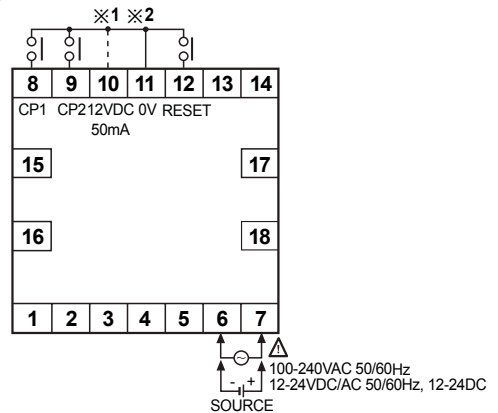 ※1 ※2
8 9 10 11 12 13 14
CP1 CP2 12VDC 0V RESET
50mA
15 17
16 18
1 2 3 4 5 6 7
100-240VAC 50/60Hz
12-24VDC/AC 50/60Hz, 12-24DC
- +
SOURCE